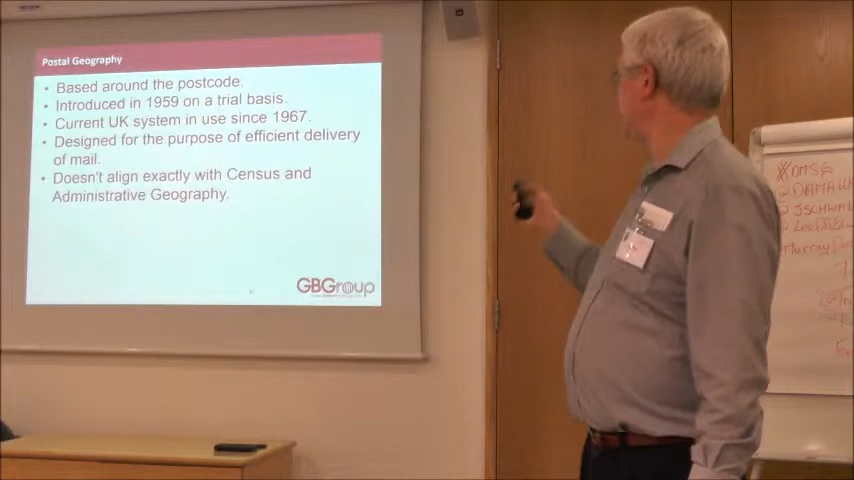 Postal Geography
• Based around the postcode.
• Introduced in 1959 on a trial basis.
• Current UK system in use since 1967.
• Designed for the purpose of efficient delivery
of mail.
• Doesn't align exactly with Census and
Administrative Geography.
GBGroup
Murray